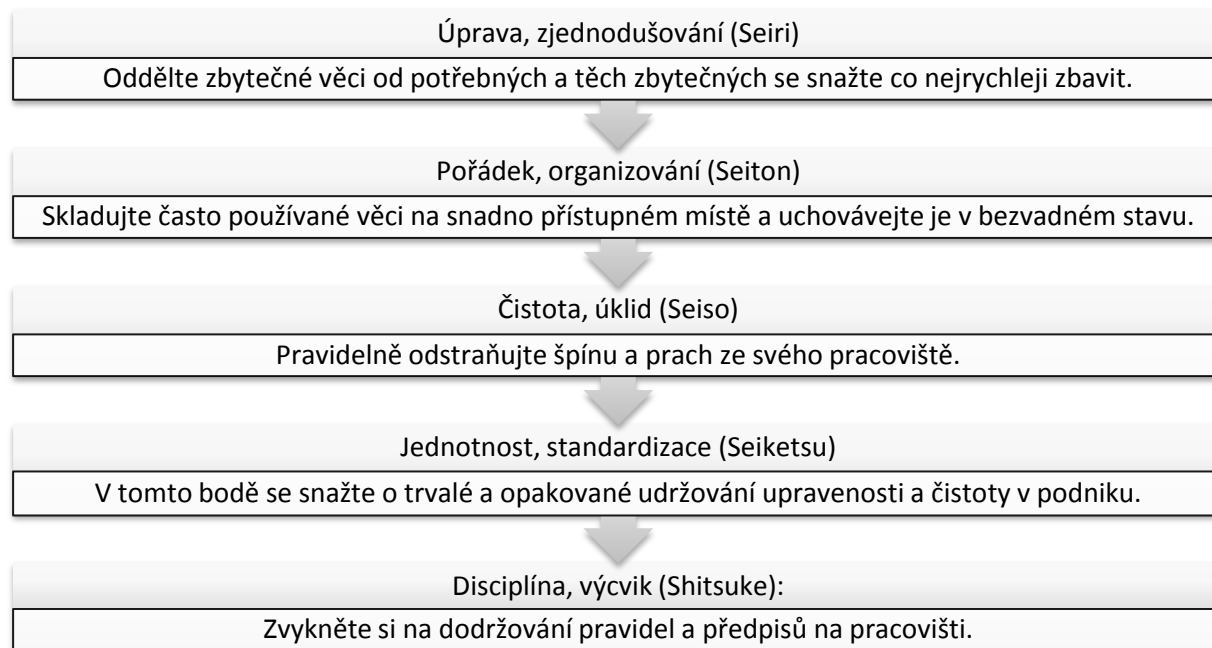 Úprava, zjednodušování (Seiri)
Oddělte zbytečné věci od potřebných a těch zbytečných se snažte co nejrychleji zbavit.
Pořádek, organizování (Seiton)
Skladujte často používané věci na snadno přístupném místě a uchovávejte je v bezvadném stavu.
Čistota, úklid (Seiso)
Pravidelně odstraňujte špínu a prach ze svého pracoviště.
Jednotnost, standardizace (Seiketsu)
V tomto bodě se snažte o trvalé a opakované udržování upravenosti a čistoty v podniku.
Disciplína, výcvik (Shitsuke):
Zvykněte si na dodržování pravidel a předpisů na pracovišti.